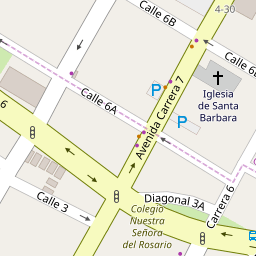 4-30
Calle 6B
Calle 6B
P
Iglesia
de Santa
Barbara
Calle 6A
P
Avenida Carrera 7
6
Calle 3
Diagonal 3A
Carrera 6
Colegio
Nuestra
Señora
del Rosario